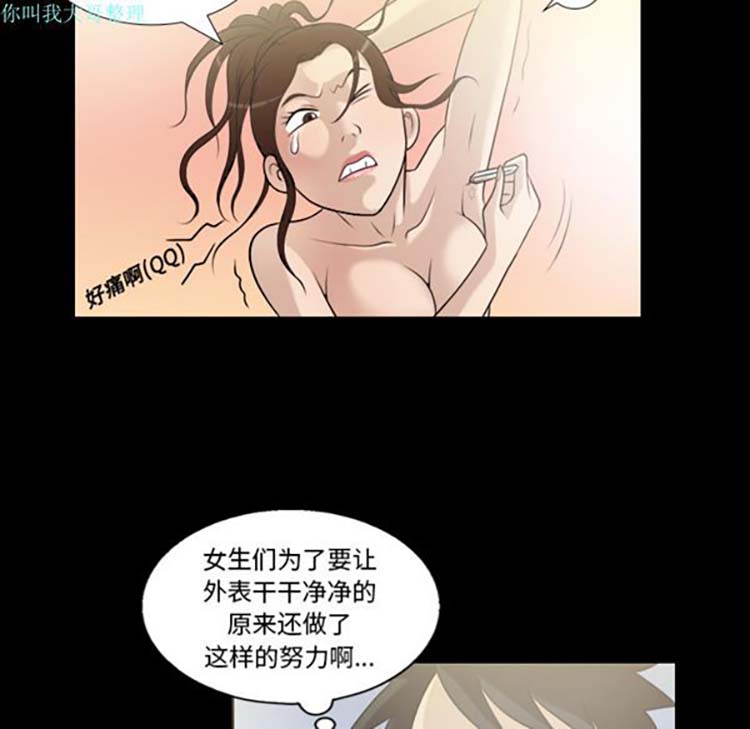 你叫我大哥整理
好痛啊(QQ)
女生们为了要让
外表干干净净的
原来还做了
这样的努力啊...